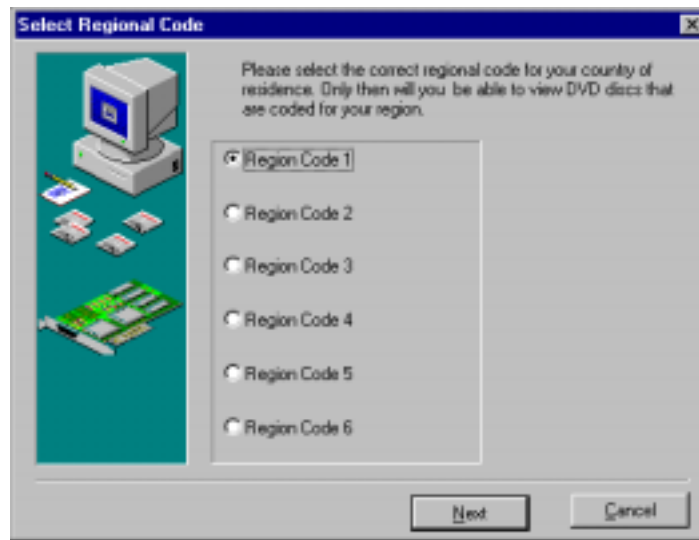 Select Regional Code
Please select the correct regional code for your country of
residence. Only then will you be able to view DVD discs that
are coded for your region.
Region Code 1
Region Code 2
Region Code 3
Region Code 4
Region Code 5
Region Code 6
Next
Cancel